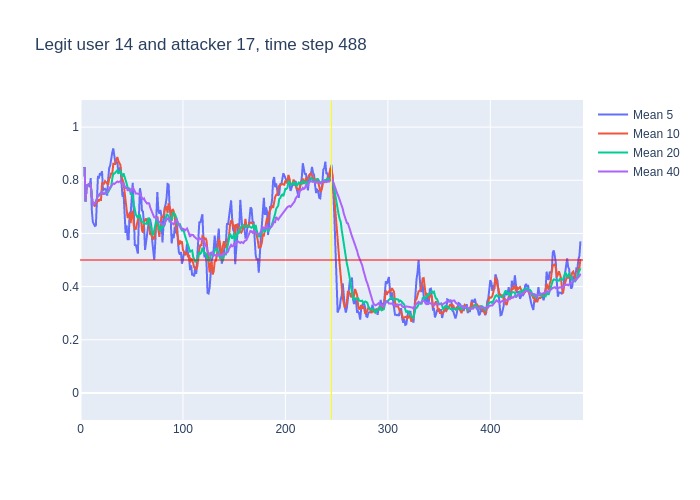 Legit user 14 and attacker 17, time step 488
Mean 5
Mean 10
Mean 20
Mean 40
1
0.8
0.6
0.4
0.2
0
0 100 200 300 400